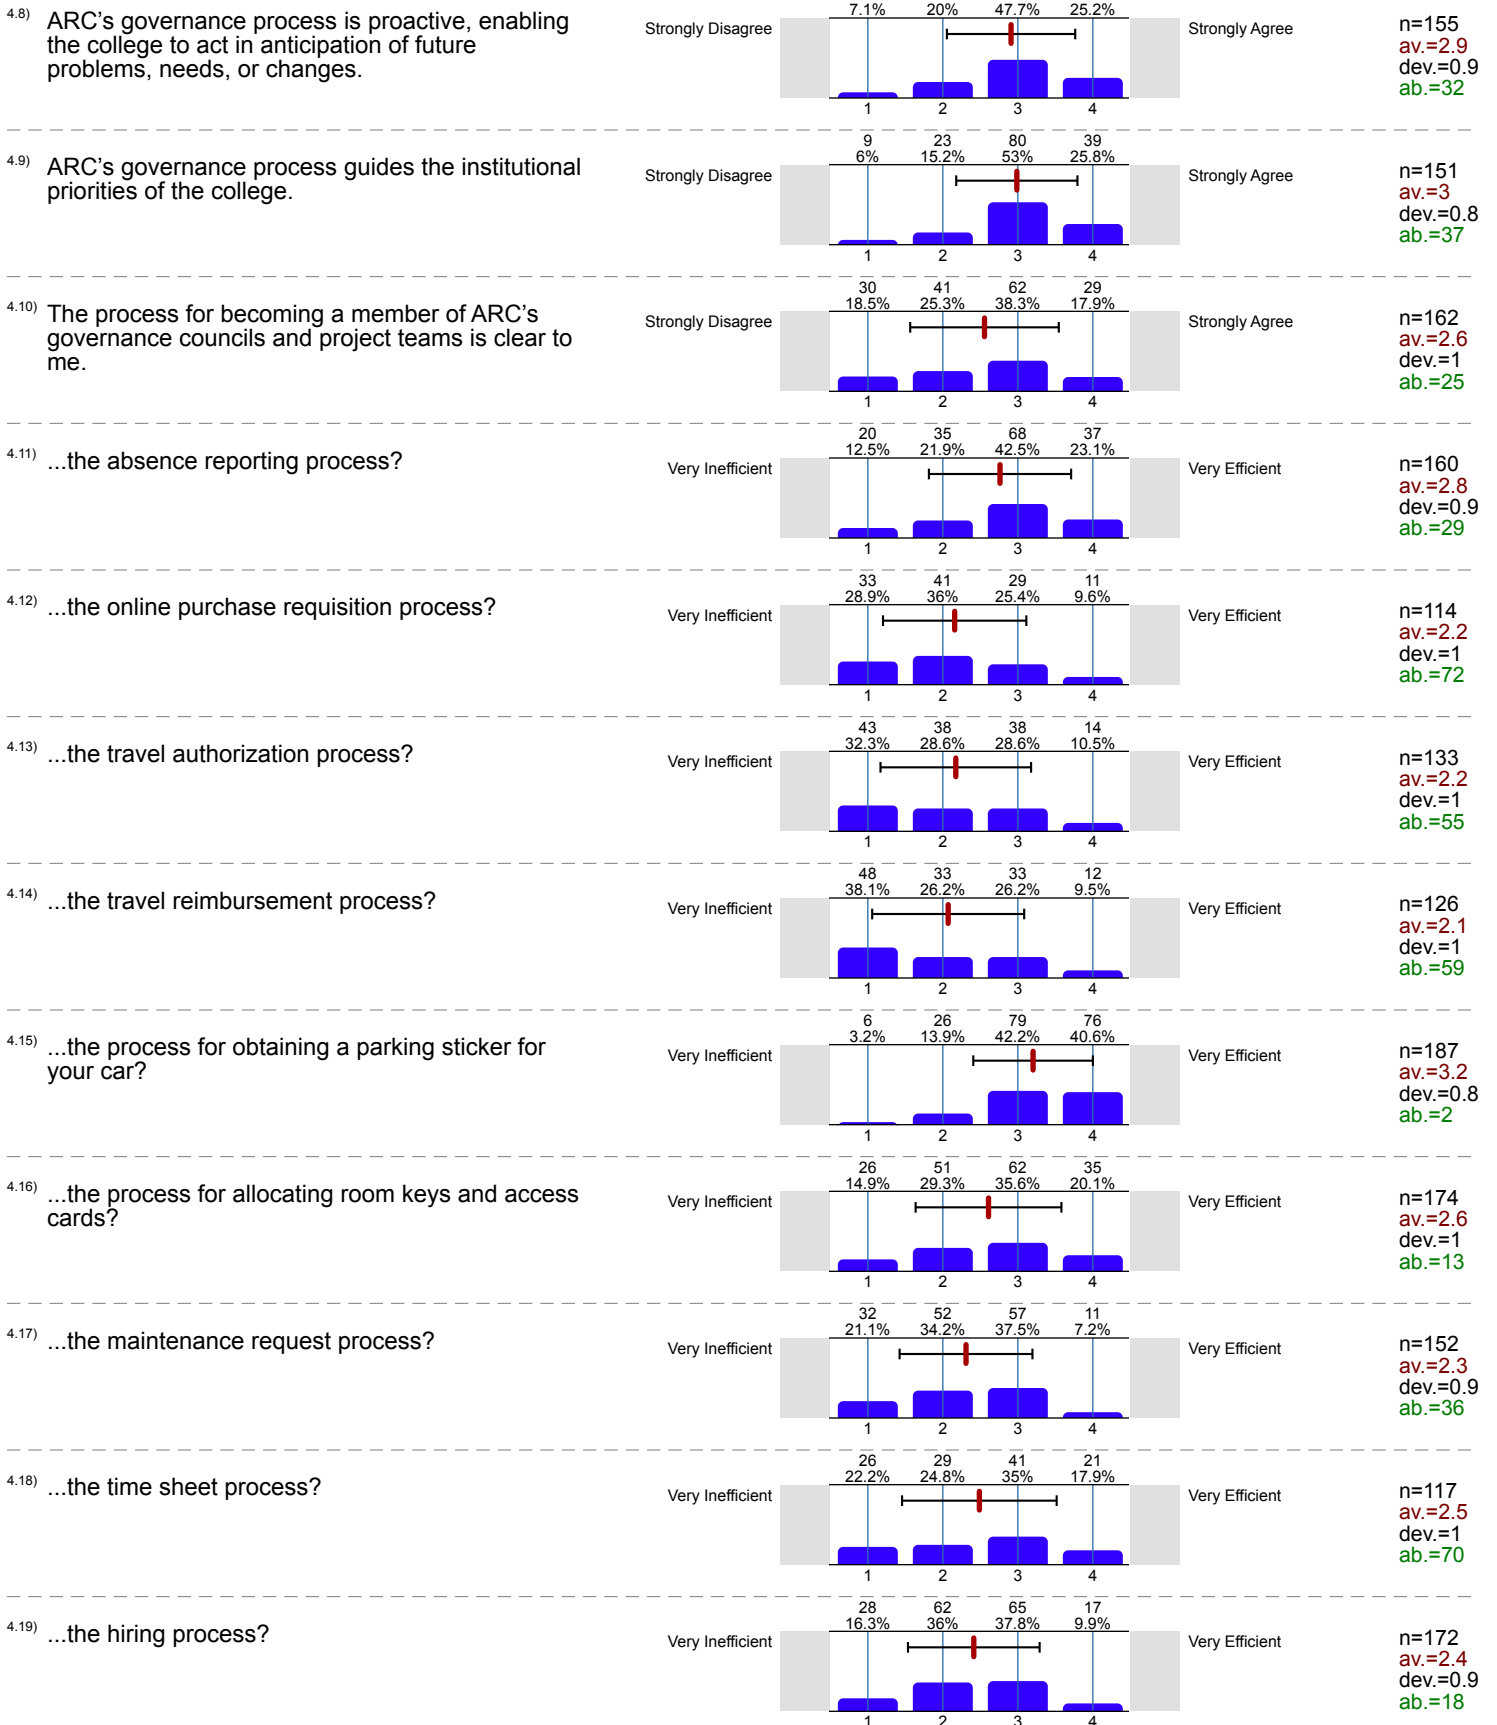 7.1% 20% 47.7% 25.2%
4.8) ARC's governance process is proactive, enabling
the college to act in anticipation of future
problems, needs, or changes.
Strongly Disagree
Strongly Agree
n=155
av.=2.9
dev.=0.9
ab.=32
1 2 3 4
9 23 80 39
6% 15.2% 53% 25.8%
4.9) ARC's governance process guides the institutional
priorities of the college.
Strongly Disagree
Strongly Agree
n=151
av.=3
dev.=0.8
ab.=37
1 2 3 4
30 41 62 29
18.5% 25.3% 38.3% 17.9%
4.10) The process for becoming a member of ARC's
governance councils and project teams is clear to
me.
Strongly Disagree
Strongly Agree
n=162
av.=2.6
dev.=1
ab.=25
1 2 3 4
20 35 68 37
12.5% 21.9% 42.5% 23.1%
4.11) ...the absence reporting process?
Very Inefficient
Very Efficient
n=160
av.=2.8
dev.=0.9
ab.=29
1 2 3 4
33 41 29 11
28.9% 36% 25.4% 9.6%
4.12) ...the online purchase requisition process?
Very Inefficient
Very Efficient
n=114
av.=2.2
dev.=1
ab.=72
1 2 3 4
43 38 38 14
32.3% 28.6% 28.6% 10.5%
4.13) ...the travel authorization process?
Very Inefficient
Very Efficient
n=133
av.=2.2
dev.=1
ab.=55
1 2 3 4
48 33 33 12
38.1% 26.2% 26.2% 9.5%
4.14) ...the travel reimbursement process?
Very Inefficient
Very Efficient
n=126
av.=2.1
dev.=1
ab.=59
1 2 3 4
6 26 79 76
3.2% 13.9% 42.2% 40.6%
4.15) ...the process for obtaining a parking sticker for
your car?
Very Inefficient
Very Efficient
n=187
av.=3.2
dev.=0.8
ab.=2
1 2 3 4
26 51 62 35
14.9% 29.3% 35.6% 20.1%
4.16) ...the process for allocating room keys and access
cards?
Very Inefficient
Very Efficient
n=174
av.=2.6
dev.=1
ab.=13
1 2 3 4
32 52 57 11
21.1% 34.2% 37.5% 7.2%
4.17) ...the maintenance request process?
Very Inefficient
Very Efficient
n=152
av.=2.3
dev.=0.9
ab.=36
1 2 3 4
26 29 41 21
22.2% 24.8% 35% 17.9%
4.18) ...the time sheet process?
Very Inefficient
Very Efficient
n=117
av.=2.5
dev.=1
ab.=70
1 2 3 4
28 62 65 17
16.3% 36% 37.8% 9.9%
4.19) ...the hiring process?
Very Inefficient
Very Efficient
n=172
av.=2.4
dev.=0.9
ab.=18
1 2 3 4